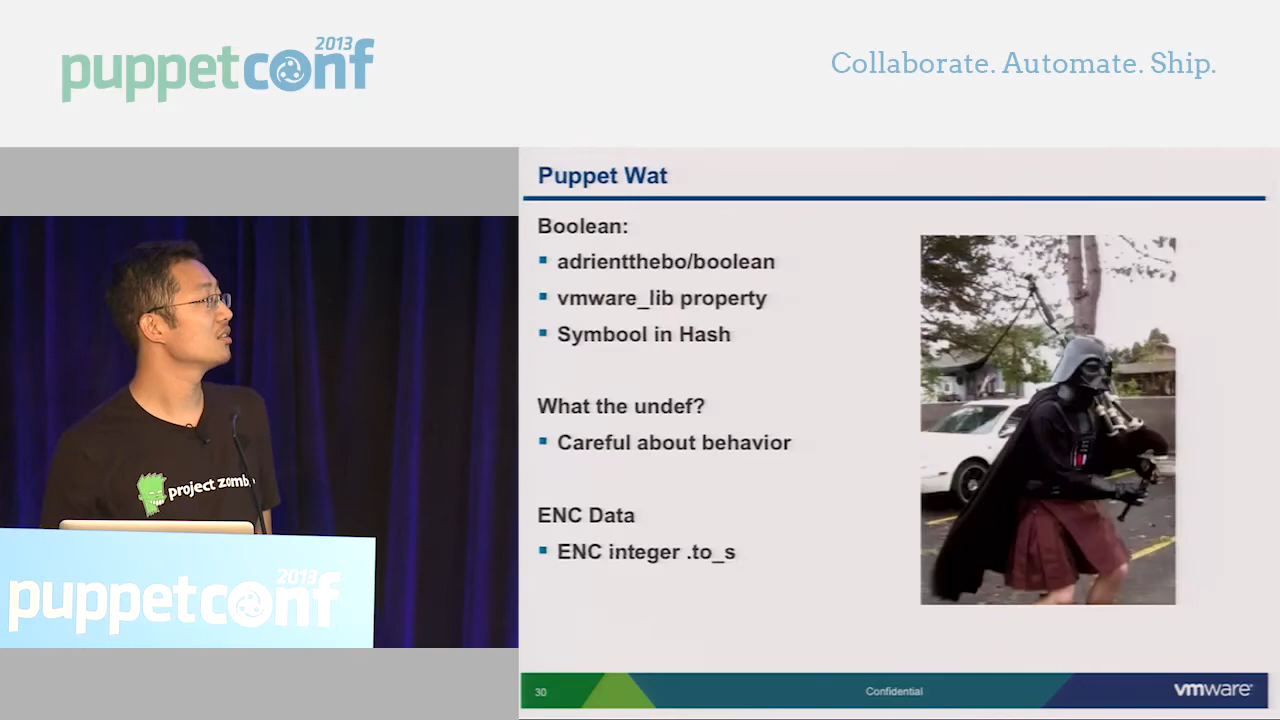 2013
puppetconf
Collaborate. Automate. Ship.
Puppet Wat
Boolean:
adrientthebo/boolean
vmware_lib property
Symbool in Hash
What the undef?
Careful about behavior
ENC Data
ENC integer .to_s
project zomb
2013
puppetconf
30
Confidential
vmware